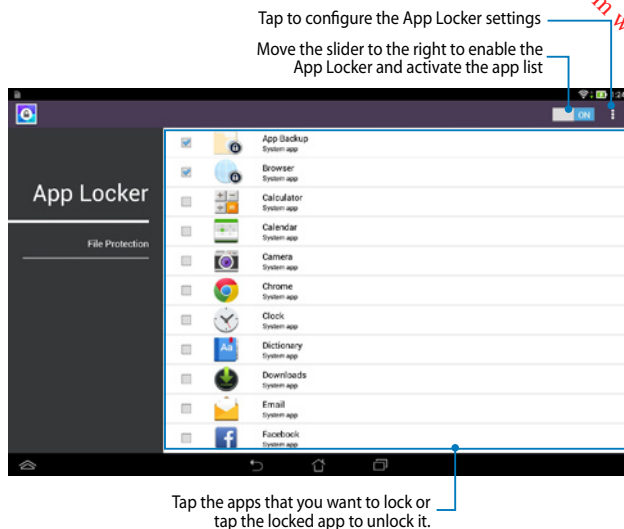 Tap to configure the App Locker settings
Move the slider to the right to enable the
App Locker and activate the app list
ON
App Locker
File Protection
App Backup
System app
Browser
System app
Calculator
System app
Calendar
System app
Camera
System app
Chrome
System app
Clock
System app
Dictionary
System app
Downloads
System app
Email
System app
Facebook
System app
Tap the apps that you want to lock or
tap the locked app to unlock it.